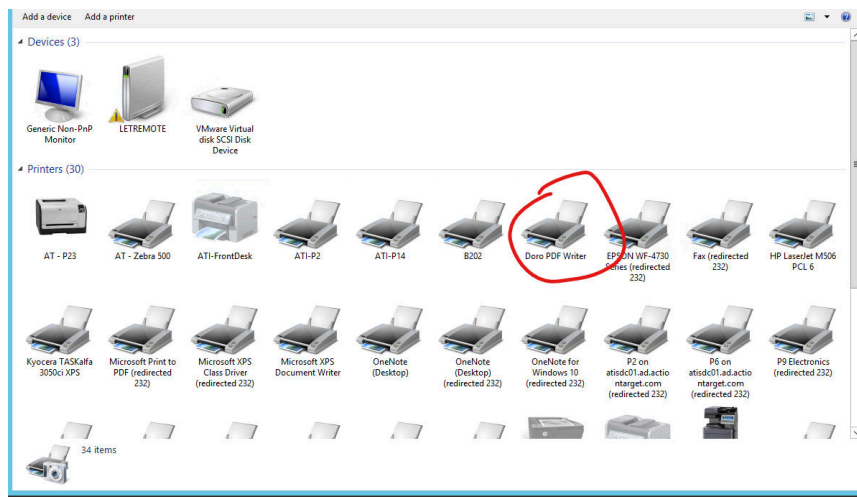 Add a device Add a printer
Devices (3)
Generic Non-PnP
Monitor
LETREMOTE
VMware Virtual
disk SCSI Disk
Device
Printers (30)
AT - P23
AT - Zebra 500
ATI-FrontDesk
ATI-P2
ATI-P14
B202
Doro PDF Writer
EPSON WF-4730
Series (redirected
232)
Fax (redirected
232)
HP LaserJet M506
PCL 6
Kyocera TASKalfa
3050ci XPS
Microsoft Print to
PDF (redirected
232)
Microsoft XPS
Class Driver
(redirected 232)
Microsoft XPS
Document Writer
OneNote
(Desktop)
OneNote
(Desktop)
(redirected 232)
OneNote for
Windows 10
(redirected 232)
P2 on
atisdc01.ad.actio
ntarget.com
(redirected 232)
P6 on
atisdc01.ad.actio
ntarget.com
(redirected 232)
P9 Electronics
(redirected 232)
34 items